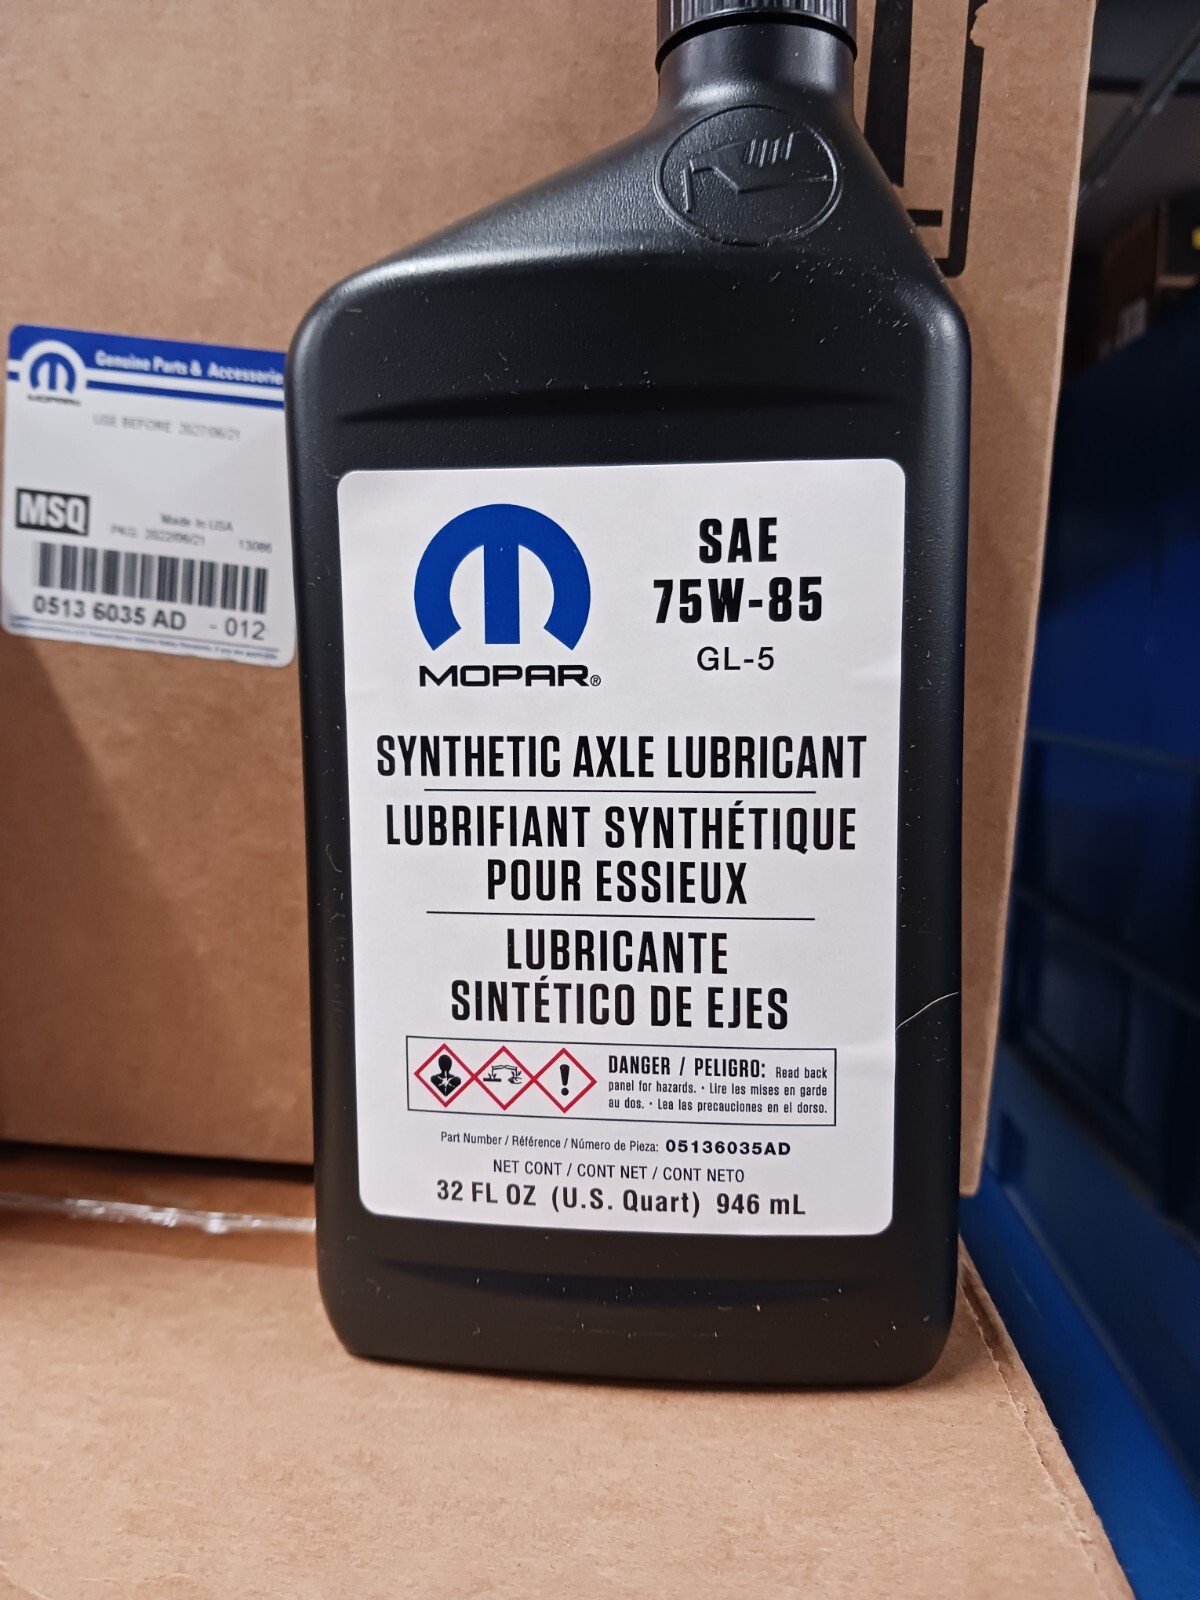 Genuine Parts & Accessorie
MOPAR
USE BEFORE 2027/06/21
MSQ
Made In USA
PKG. 2022/06/21 13086
0513 6035 AD - 012
MOPAR®
SAE
75W-85
GL-5
SYNTHETIC AXLE LUBRICANT
LUBRIFIANT SYNTHÉTIQUE
POUR ESSIEUX
LUBRICANTE
SINTÉTICO DE EJES
DANGER / PELIGRO: Read back
panel for hazards. • Lire les mises en garde
au dos. • Lea las precauciones en el dorso.
Part Number / Référence / Número de Pieza: 05136035AD
NET CONT / CONT NET / CONT NETO
32 FL OZ (U.S. Quart) 946 mL